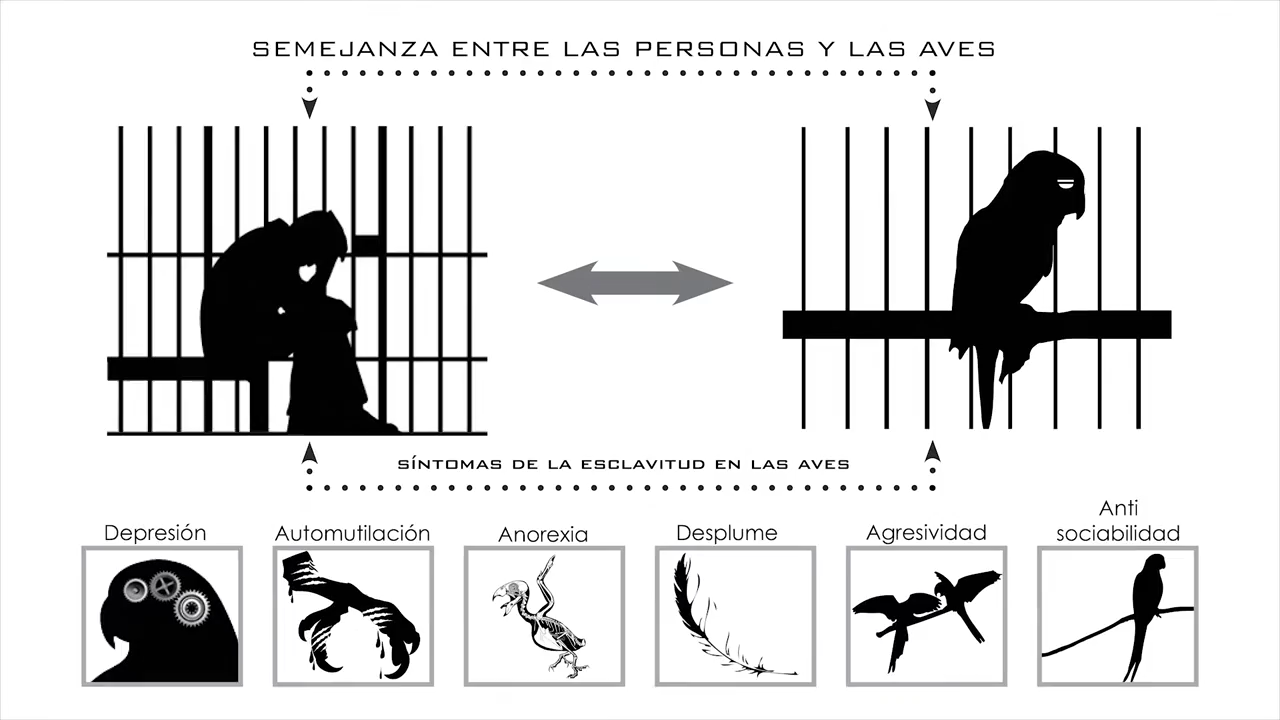 SEMEJANZA ENTRE LAS PERSONAS Y LAS AVES
SÍNTOMAS DE LA ESCLAVITUD EN LAS AVES
Depresión
Automutilación
Anorexia
Desplume
Agresividad
Anti
sociabilidad